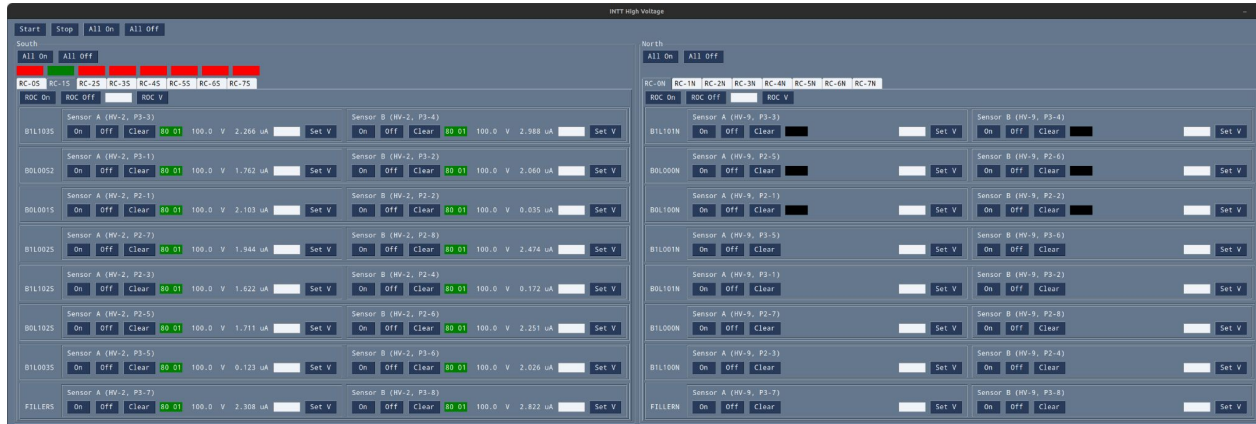 INTT High Voltage
Start Stop All On All Off
South
All On All Off
RC-0S RC-1S RC-2S RC-3S RC-4S RC-5S RC-6S RC-7S
ROC On ROC Off ROC V
Sensor A (HV-2, P3-3) Sensor B (HV-2, P3-4)
B1L103S On Off Clear 80 01 100.0 V 2.266 uA Set V On Off Clear 80 01 100.0 V 2.988 uA Set V
Sensor A (HV-2, P3-1) Sensor B (HV-2, P3-2)
B0L00S2 On Off Clear 80 01 100.0 V 1.762 uA Set V On Off Clear 80 01 100.0 V 2.060 uA Set V
Sensor A (HV-2, P2-1) Sensor B (HV-2, P2-2)
B0L001S On Off Clear 80 01 100.0 V 2.103 uA Set V On Off Clear 80 01 100.0 V 0.035 uA Set V
Sensor A (HV-2, P2-7) Sensor B (HV-2, P2-8)
B1L002S On Off Clear 80 01 100.0 V 1.944 uA Set V On Off Clear 80 01 100.0 V 2.474 uA Set V
Sensor A (HV-2, P2-3) Sensor B (HV-2, P2-4)
B1L102S On Off Clear 80 01 100.0 V 1.622 uA Set V On Off Clear 80 01 100.0 V 0.172 uA Set V
Sensor A (HV-2, P2-5) Sensor B (HV-2, P2-6)
B0L102S On Off Clear 80 01 100.0 V 1.711 uA Set V On Off Clear 80 01 100.0 V 2.251 uA Set V
Sensor A (HV-2, P3-5) Sensor B (HV-2, P3-6)
B1L003S On Off Clear 80 01 100.0 V 0.123 uA Set V On Off Clear 80 01 100.0 V 2.026 uA Set V
Sensor A (HV-2, P3-7) Sensor B (HV-2, P3-8)
FILLERS On Off Clear 80 01 100.0 V 2.308 uA Set V On Off Clear 80 01 100.0 V 2.822 uA Set V
North
All On All Off
RC-0N RC-1N RC-2N RC-3N RC-4N RC-5N RC-6N RC-7N
ROC On ROC Off ROC V
Sensor A (HV-9, P3-3) Sensor B (HV-9, P3-4)
B1L101N On Off Clear Set V On Off Clear Set V
Sensor A (HV-9, P2-5) Sensor B (HV-9, P2-6)
B0L000N On Off Clear Set V On Off Clear Set V
Sensor A (HV-9, P2-1) Sensor B (HV-9, P2-2)
B0L100N On Off Clear Set V On Off Clear Set V
Sensor A (HV-9, P3-5) Sensor B (HV-9, P3-6)
B1L001N On Off Clear Set V On Off Clear Set V
Sensor A (HV-9, P3-1) Sensor B (HV-9, P3-2)
B0L101N On Off Clear Set V On Off Clear Set V
Sensor A (HV-9, P2-7) Sensor B (HV-9, P2-8)
B1L000N On Off Clear Set V On Off Clear Set V
Sensor A (HV-9, P2-3) Sensor B (HV-9, P2-4)
B1L100N On Off Clear Set V On Off Clear Set V
Sensor A (HV-9, P3-7) Sensor B (HV-9, P3-8)
FILLERN On Off Clear Set V On Off Clear Set V